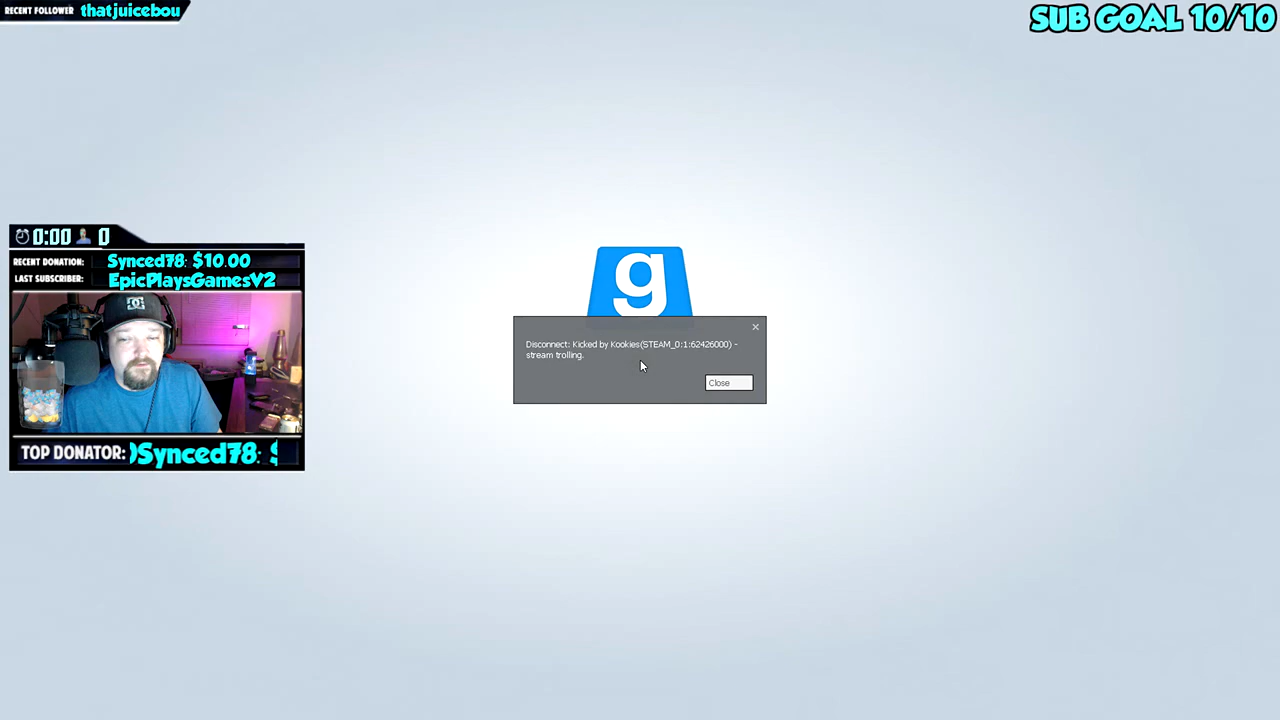 RECENT FOLLOWER thatjuicebou
SUB GOAL 10/10
0:00 0
RECENT DONATION: Synced78: $10.00
LAST SUBSCRIBER: EpicPlaysGamesV2
TOP DONATOR: )Synced78: $
g
Disconnect: Kicked by Kookies(STEAM_0:1:62426000) -
stream trolling.
Close